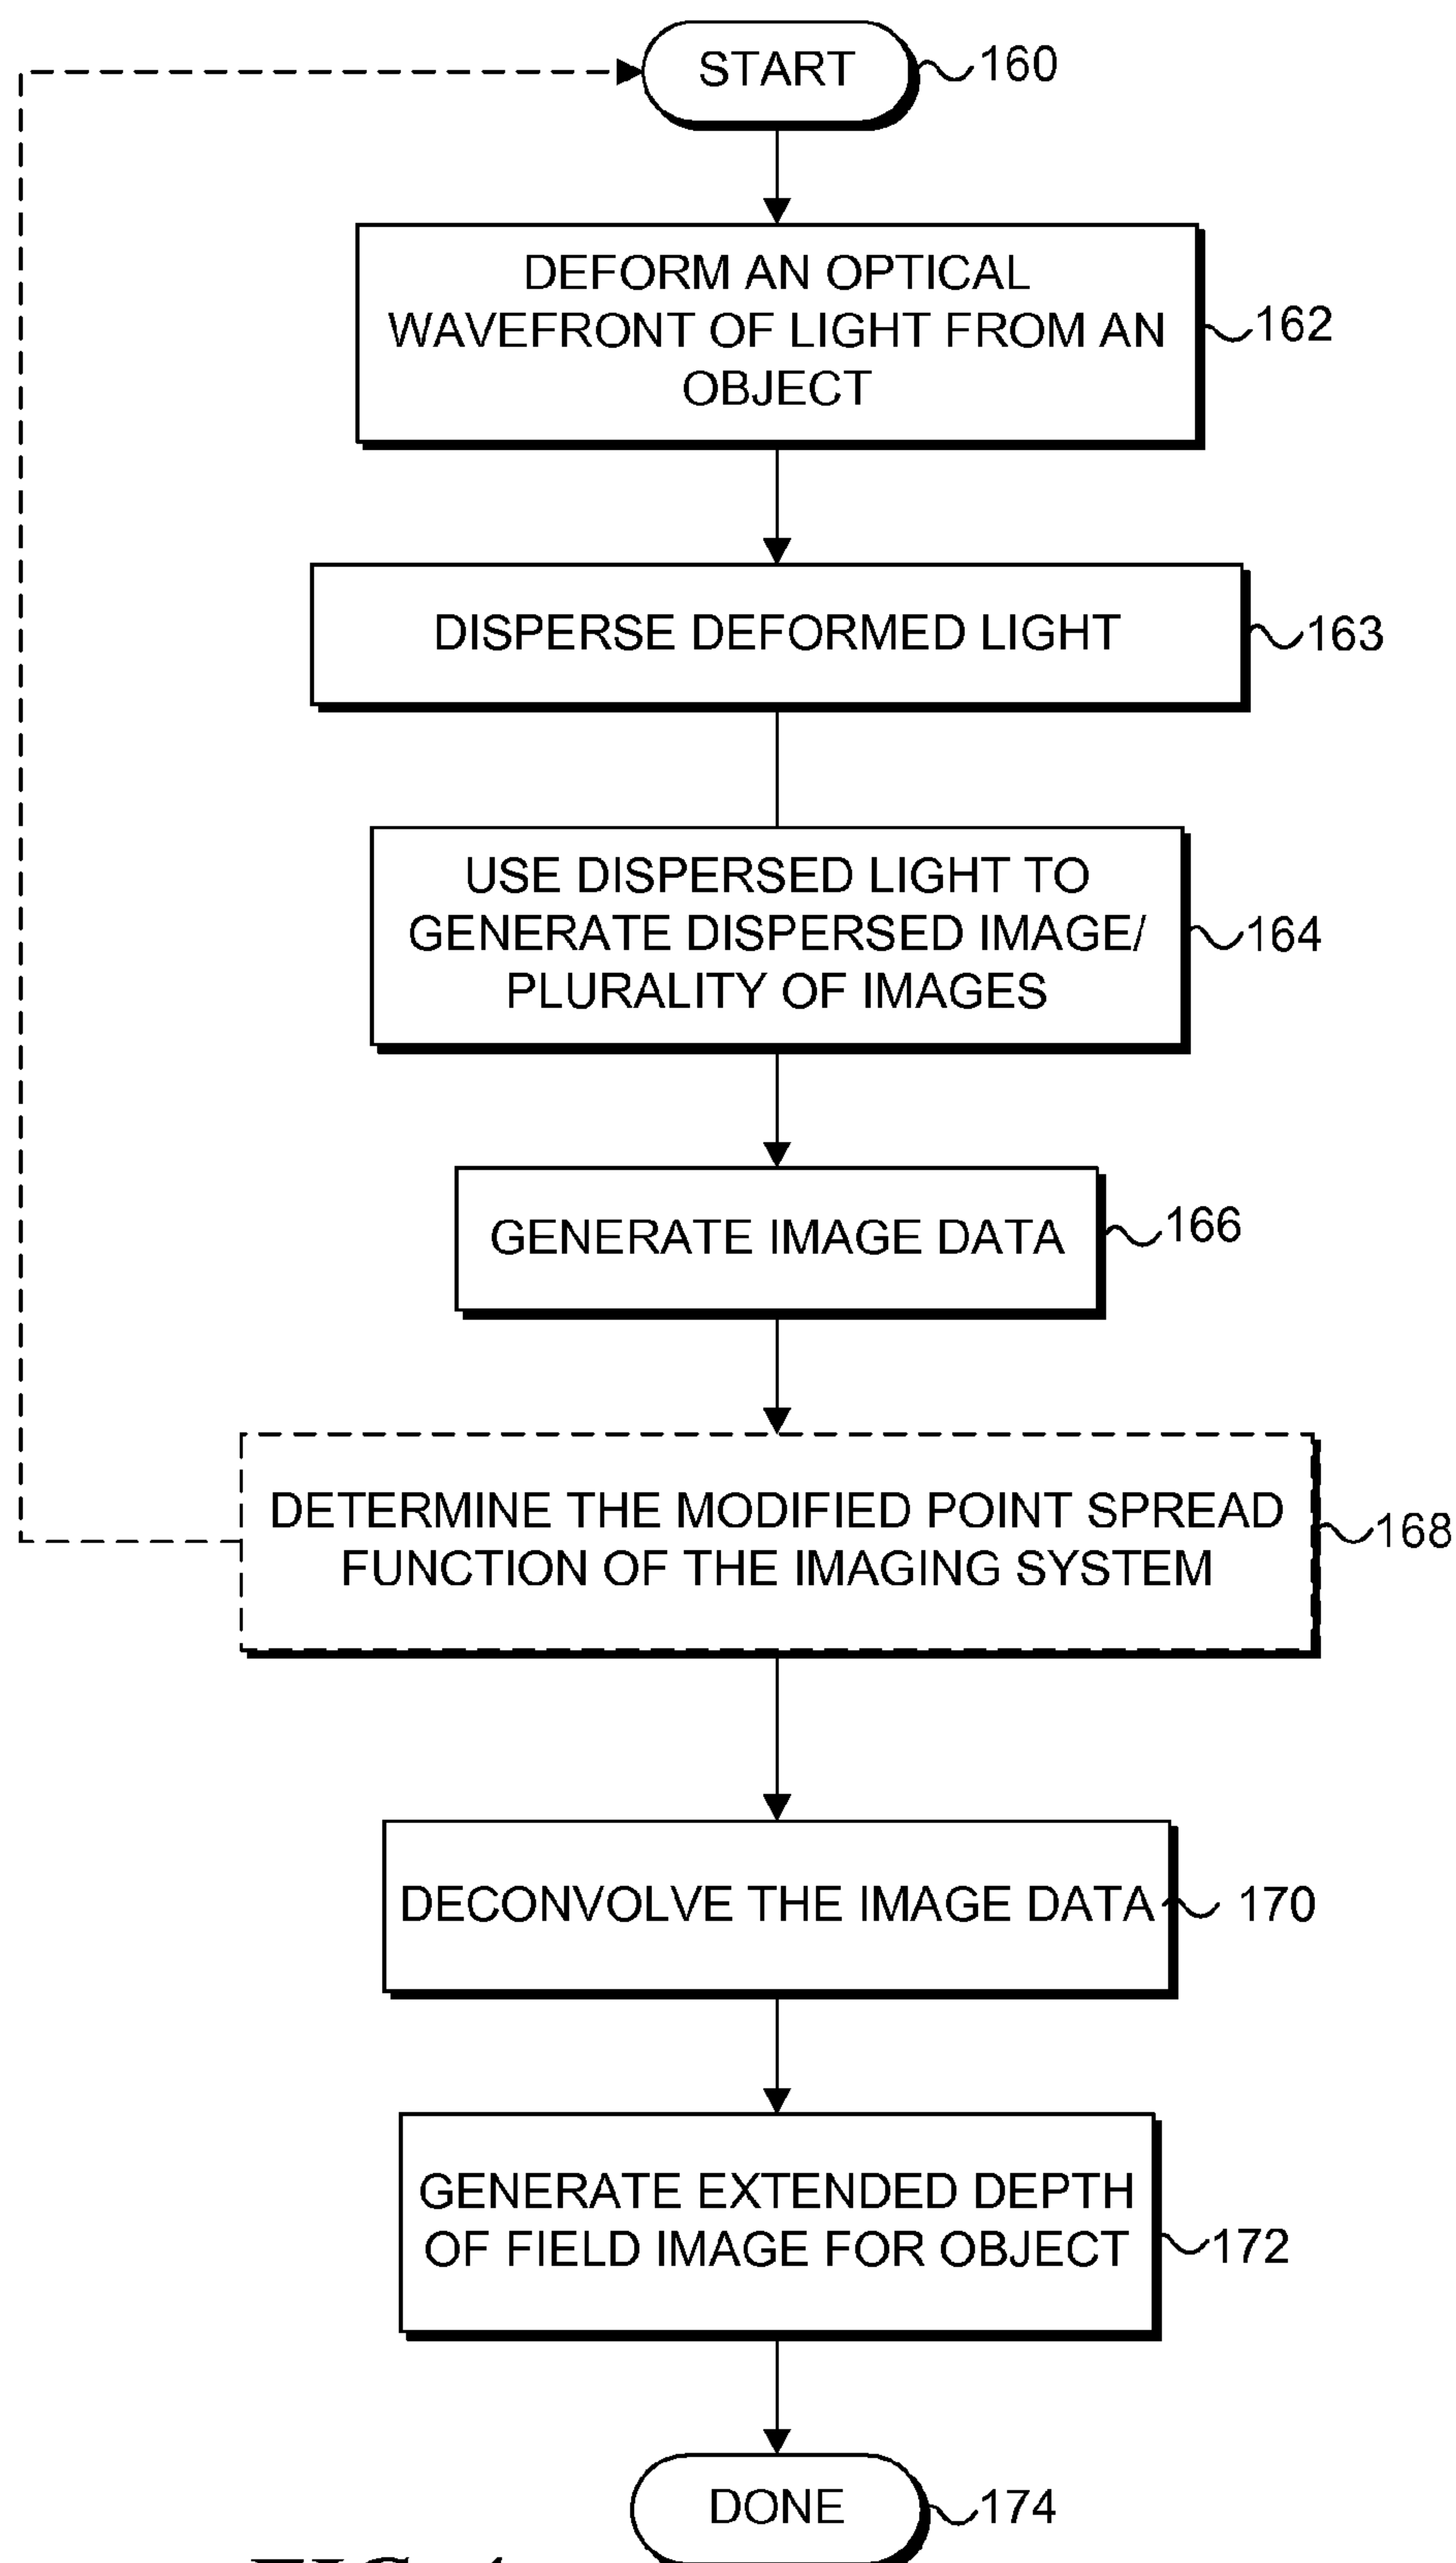 START
160
DEFORM AN OPTICAL
WAVEFRONT OF LIGHT FROM AN
OBJECT
162
DISPERSE DEFORMED LIGHT
163
USE DISPERSED LIGHT TO
GENERATE DISPERSED IMAGE/
PLURALITY OF IMAGES
164
GENERATE IMAGE DATA
166
DETERMINE THE MODIFIED POINT SPREAD
FUNCTION OF THE IMAGING SYSTEM
168
DECONVOLVE THE IMAGE DATA
170
GENERATE EXTENDED DEPTH
OF FIELD IMAGE FOR OBJECT
172
DONE
174